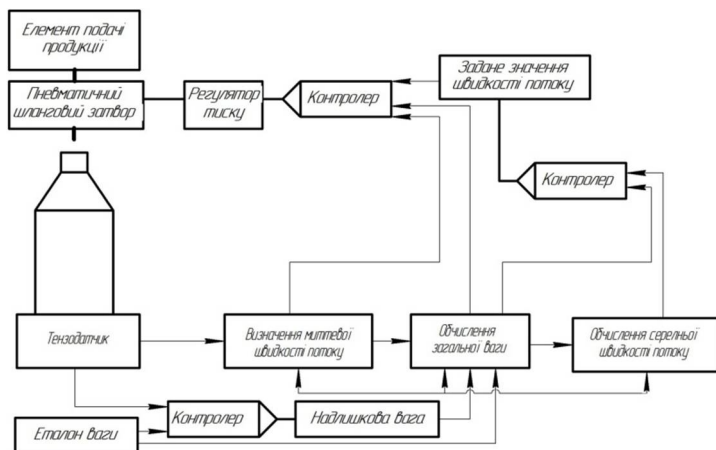 Елемент подачі
продукції
Пневматичний
шланговий затвор
Регулятор
тиску
Контролер
Задане значення
швидкості потоку
Контролер
Тензодатчик
Визначення миттєвої
швидкості потоку
Обчислення
загальної ваги
Обчислення серелньої
швидкості потоку
Контролер
Надлишкова вага
Еталон ваги